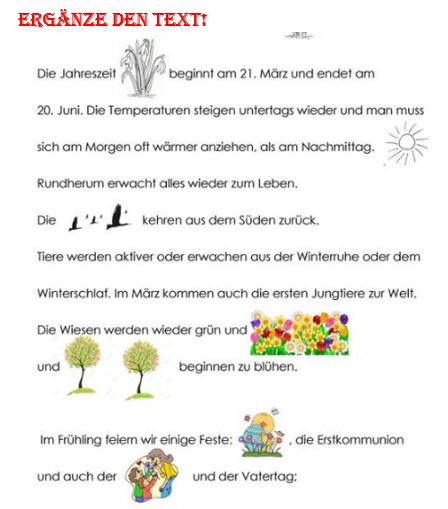 ERGÄNZE DEN TEXT!
Die Jahreszeit beginnt am 21. März und endet am
20. Juni. Die Temperaturen steigen untertags wieder und man muss
sich am Morgen oft wärmer anziehen, als am Nachmittag.
Rundherum erwacht alles wieder zum Leben.
Die kehren aus dem Süden zurück.
Tiere werden aktiver oder erwachen aus der Winterruhe oder dem
Winterschlaf. Im März kommen auch die ersten Jungtiere zur Welt.
Die Wiesen werden wieder grün und
und beginnen zu blühen.
Im Frühling feiern wir einige Feste: , die Erstkommunion
und auch der und der Vatertag;